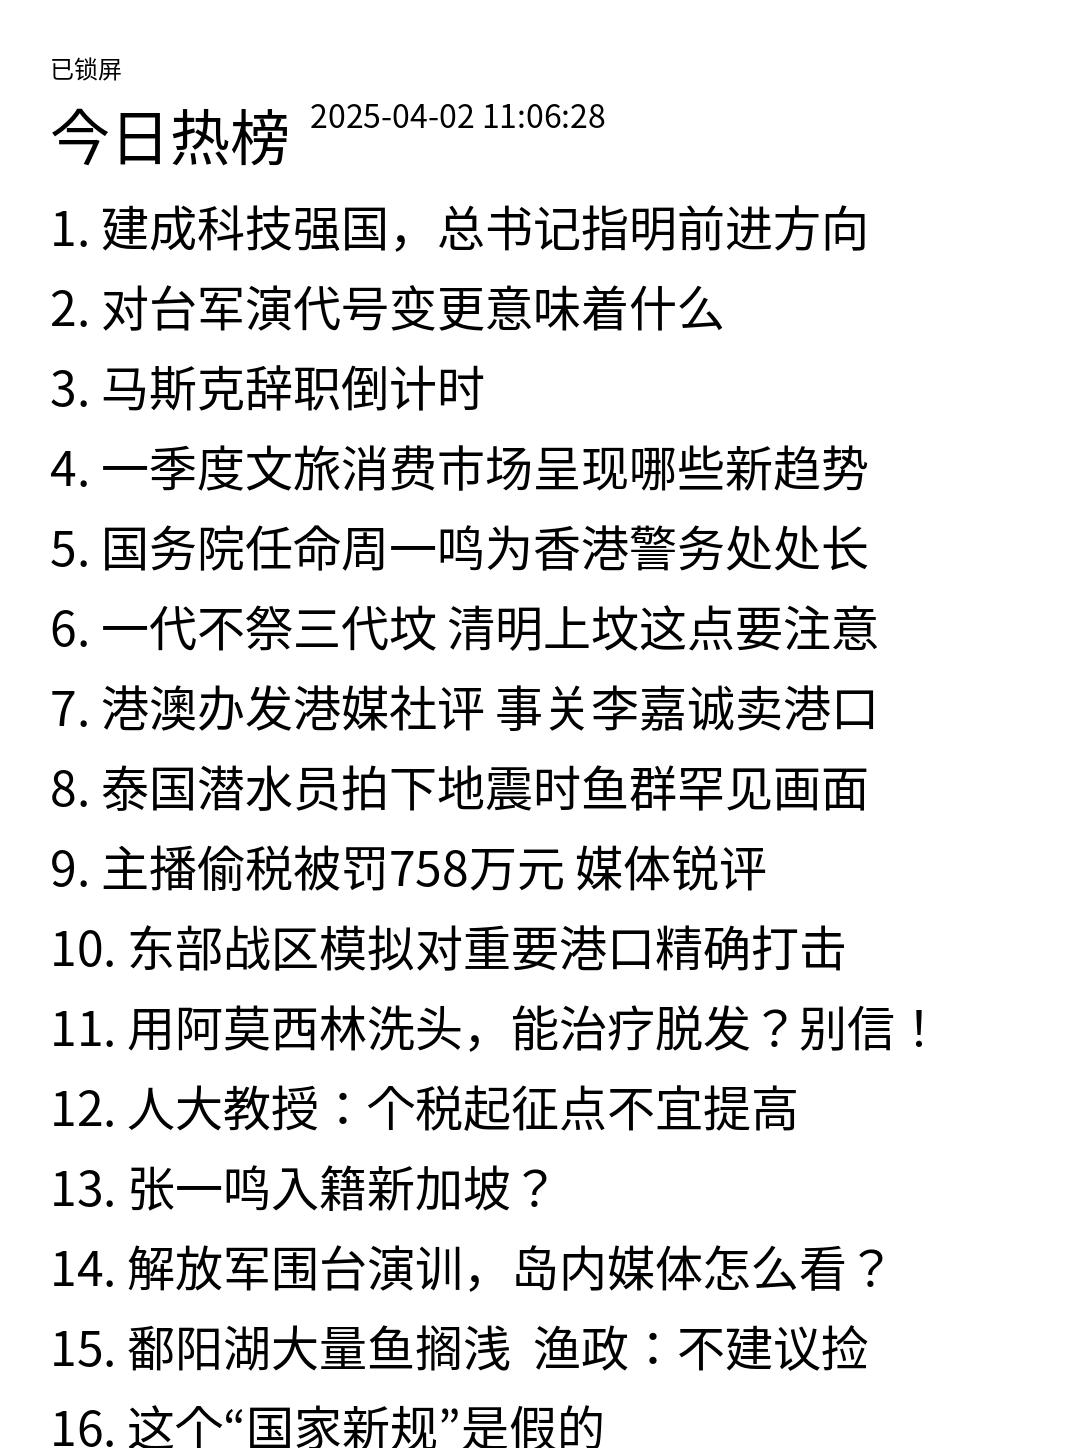 已锁屏
今日热榜 2025-04-02 11:06:28
1. 建成科技强国，总书记指明前进方向
2. 对台军演代号变更意味着什么
3. 马斯克辞职倒计时
4. 一季度文旅消费市场呈现哪些新趋势
5. 国务院任命周一鸣为香港警务处处长
6. 一代不祭三代坟 清明上坟这点要注意
7. 港澳办发港媒社评 事关李嘉诚卖港口
8. 泰国潜水员拍下地震时鱼群罕见画面
9. 主播偷税被罚758万元 媒体锐评
10. 东部战区模拟对重要港口精确打击
11. 用阿莫西林洗头，能治疗脱发？别信！
12. 人大教授：个税起征点不宜提高
13. 张一鸣入籍新加坡？
14. 解放军围台演训，岛内媒体怎么看？
15. 鄱阳湖大量鱼搁浅  渔政：不建议捡
16. 这个“国家新规”是假的